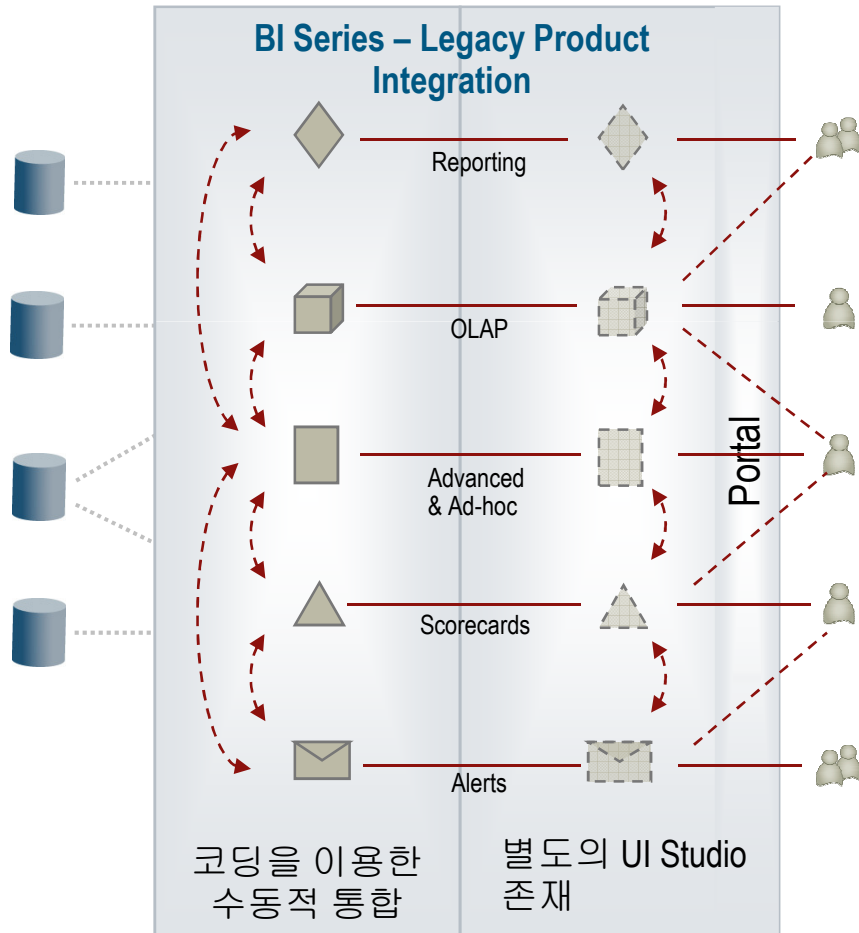 BI Series – Legacy Product
Integration
Reporting
OLAP
Advanced
& Ad-hoc
Portal
Scorecards
Alerts
코딩을 이용한
수동적 통합
별도의 UI Studio
존재